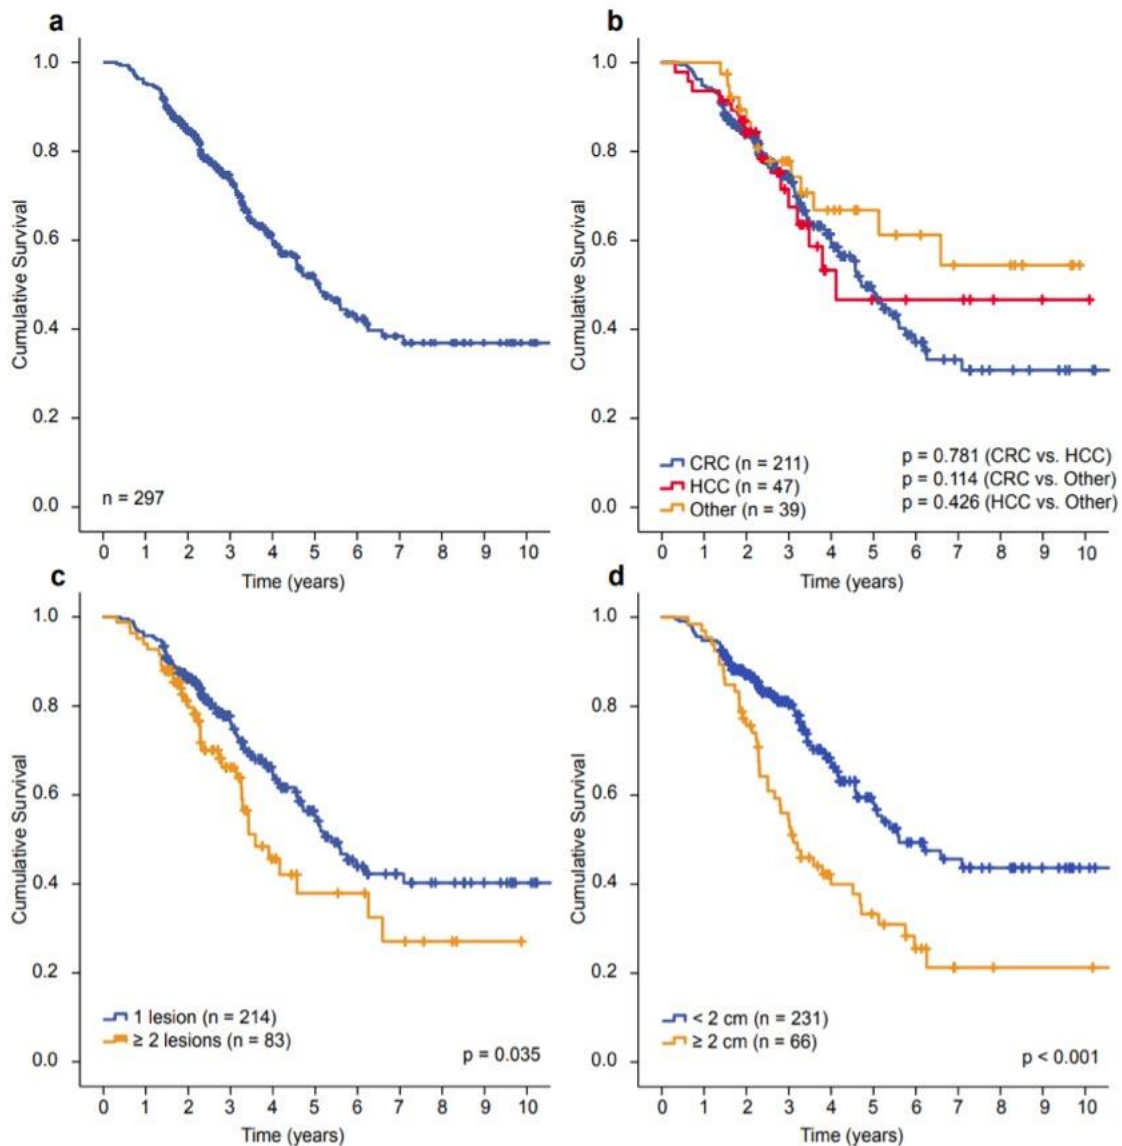 a
1.0
0.8
0.6
0.4
0.2
0.0
Cumulative Survival
n = 297
0 1 2 3 4 5 6 7 8 9 10
Time (years)
b
1.0
0.8
0.6
0.4
0.2
0.0
Cumulative Survival
CRC (n = 211)
HCC (n = 47)
Other (n = 39)
p = 0.781 (CRC vs. HCC)
p = 0.114 (CRC vs. Other)
p = 0.426 (HCC vs. Other)
0 1 2 3 4 5 6 7 8 9 10
Time (years)
c
1.0
0.8
0.6
0.4
0.2
0.0
Cumulative Survival
1 lesion (n = 214)
≥ 2 lesions (n = 83)
p = 0.035
0 1 2 3 4 5 6 7 8 9 10
Time (years)
d
1.0
0.8
0.6
0.4
0.2
0.0
Cumulative Survival
< 2 cm (n = 231)
≥ 2 cm (n = 66)
p < 0.001
0 1 2 3 4 5 6 7 8 9 10
Time (years)